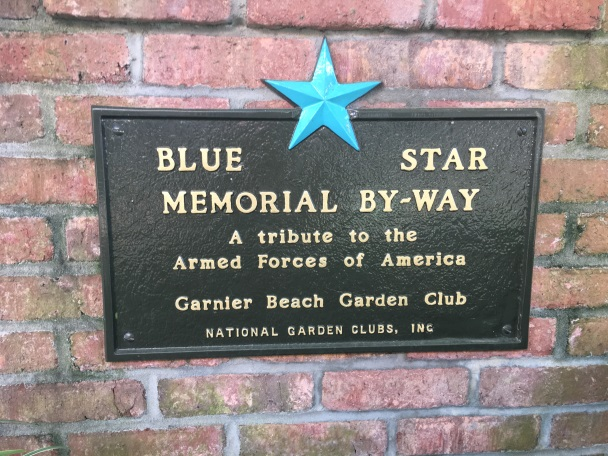 BLUE STAR
MEMORIAL BY-WAY
A tribute to the
Armed Forces of America
Garnier Beach Garden Club
NATIONAL GARDEN CLUBS, INC